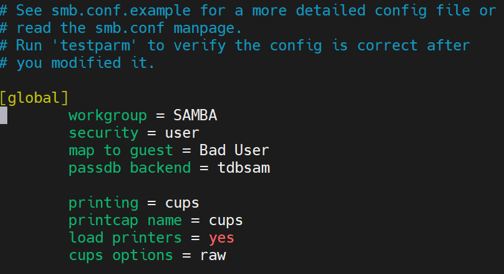 # See smb.conf.example for a more detailed config file or
# read the smb.conf manpage.
# Run 'testparm' to verify the config is correct after
# you modified it.
[global]
workgroup = SAMBA
security = user
map to guest = Bad User
passdb backend = tdbsam
printing = cups
printcap name = cups
load printers = yes
cups options = raw